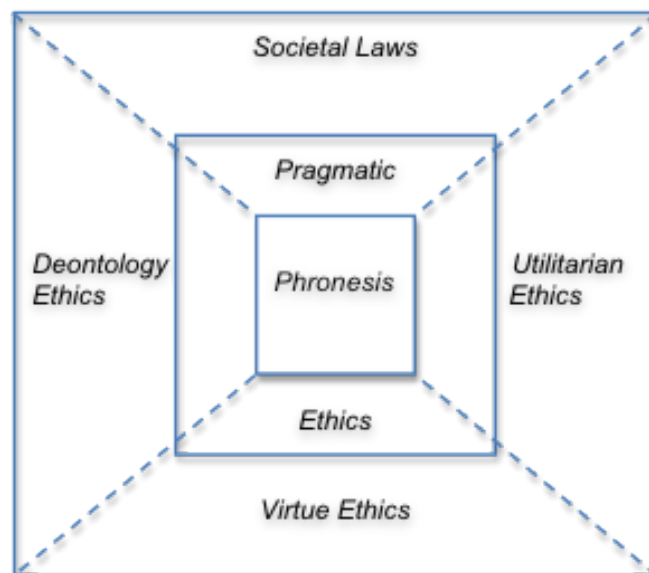 Societal Laws
Pragmatic
Deontology
Ethics
Phronesis
Utilitarian
Ethics
Ethics
Virtue Ethics